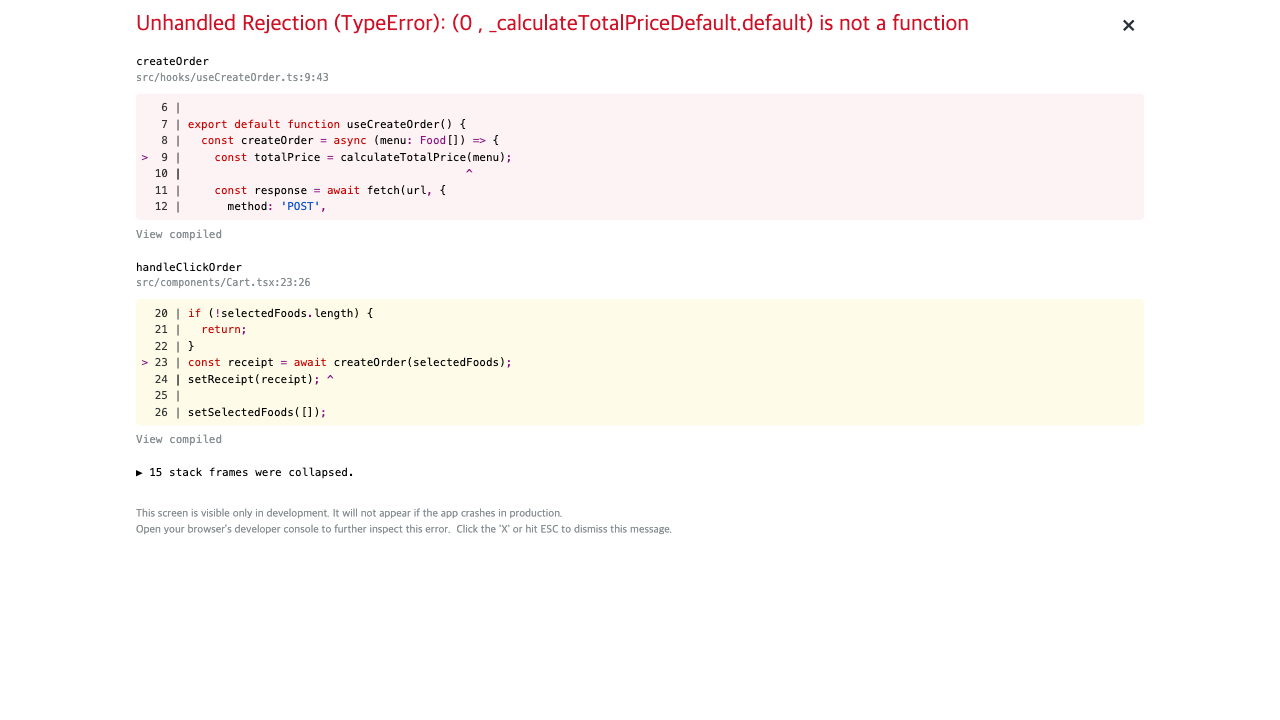 Unhandled Rejection (TypeError): (0 , _calculateTotalPriceDefault.default) is not a function
×
createOrder
src/hooks/useCreateOrder.ts:9:43
   6 |
   7 | export default function useCreateOrder() {
   8 |   const createOrder = async (menu: Food[]) => {
>  9 |     const totalPrice = calculateTotalPrice(menu);
  10 |                                           ^
  11 |     const response = await fetch(url, {
  12 |       method: 'POST',
View compiled
handleClickOrder
src/components/Cart.tsx:23:26
  20 | if (!selectedFoods.length) {
  21 |   return;
  22 | }
> 23 | const receipt = await createOrder(selectedFoods);
  24 | setReceipt(receipt); ^
  25 |
  26 | setSelectedFoods([]);
View compiled
▶ 15 stack frames were collapsed.
This screen is visible only in development. It will not appear if the app crashes in production.
Open your browser's developer console to further inspect this error.  Click the 'X' or hit ESC to dismiss this message.